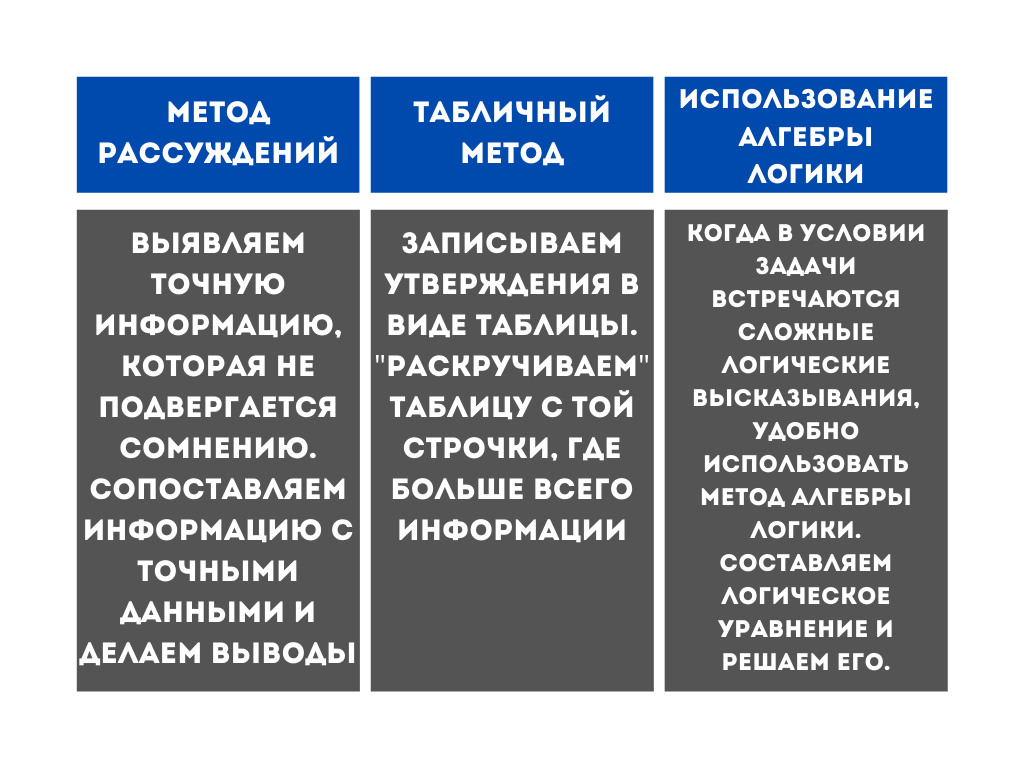 МЕТОД
РАССУЖДЕНИЙ
ВЫЯВЛЯЕМ
ТОЧНУЮ
ИНФОРМАЦИЮ,
КОТОРАЯ НЕ
ПОДВЕРГАЕТСЯ
СОМНЕНИЮ.
СОПОСТАВЛЯЕМ
ИНФОРМАЦИЮ С
ТОЧНЫМИ
ДАННЫМИ И
ДЕЛАЕМ ВЫВОДЫ
ТАБЛИЧНЫЙ
МЕТОД
ЗАПИСЫВАЕМ
УТВЕРЖДЕНИЯ В
ВИДЕ ТАБЛИЦЫ.
"РАСКРУЧИВАЕМ"
ТАБЛИЦУ С ТОЙ
СТРОЧКИ, ГДЕ
БОЛЬШЕ ВСЕГО
ИНФОРМАЦИИ
ИСПОЛЬЗОВАНИЕ
АЛГЕБРЫ
ЛОГИКИ
КОГДА В УСЛОВИИ
ЗАДАЧИ
ВСТРЕЧАЮТСЯ
СЛОЖНЫЕ
ЛОГИЧЕСКИЕ
ВЫСКАЗЫВАНИЯ,
УДОБНО
ИСПОЛЬЗОВАТЬ
МЕТОД АЛГЕБРЫ
ЛОГИКИ.
СОСТАВЛЯЕМ
ЛОГИЧЕСКОЕ
УРАВНЕНИЕ И
РЕШАЕМ ЕГО.